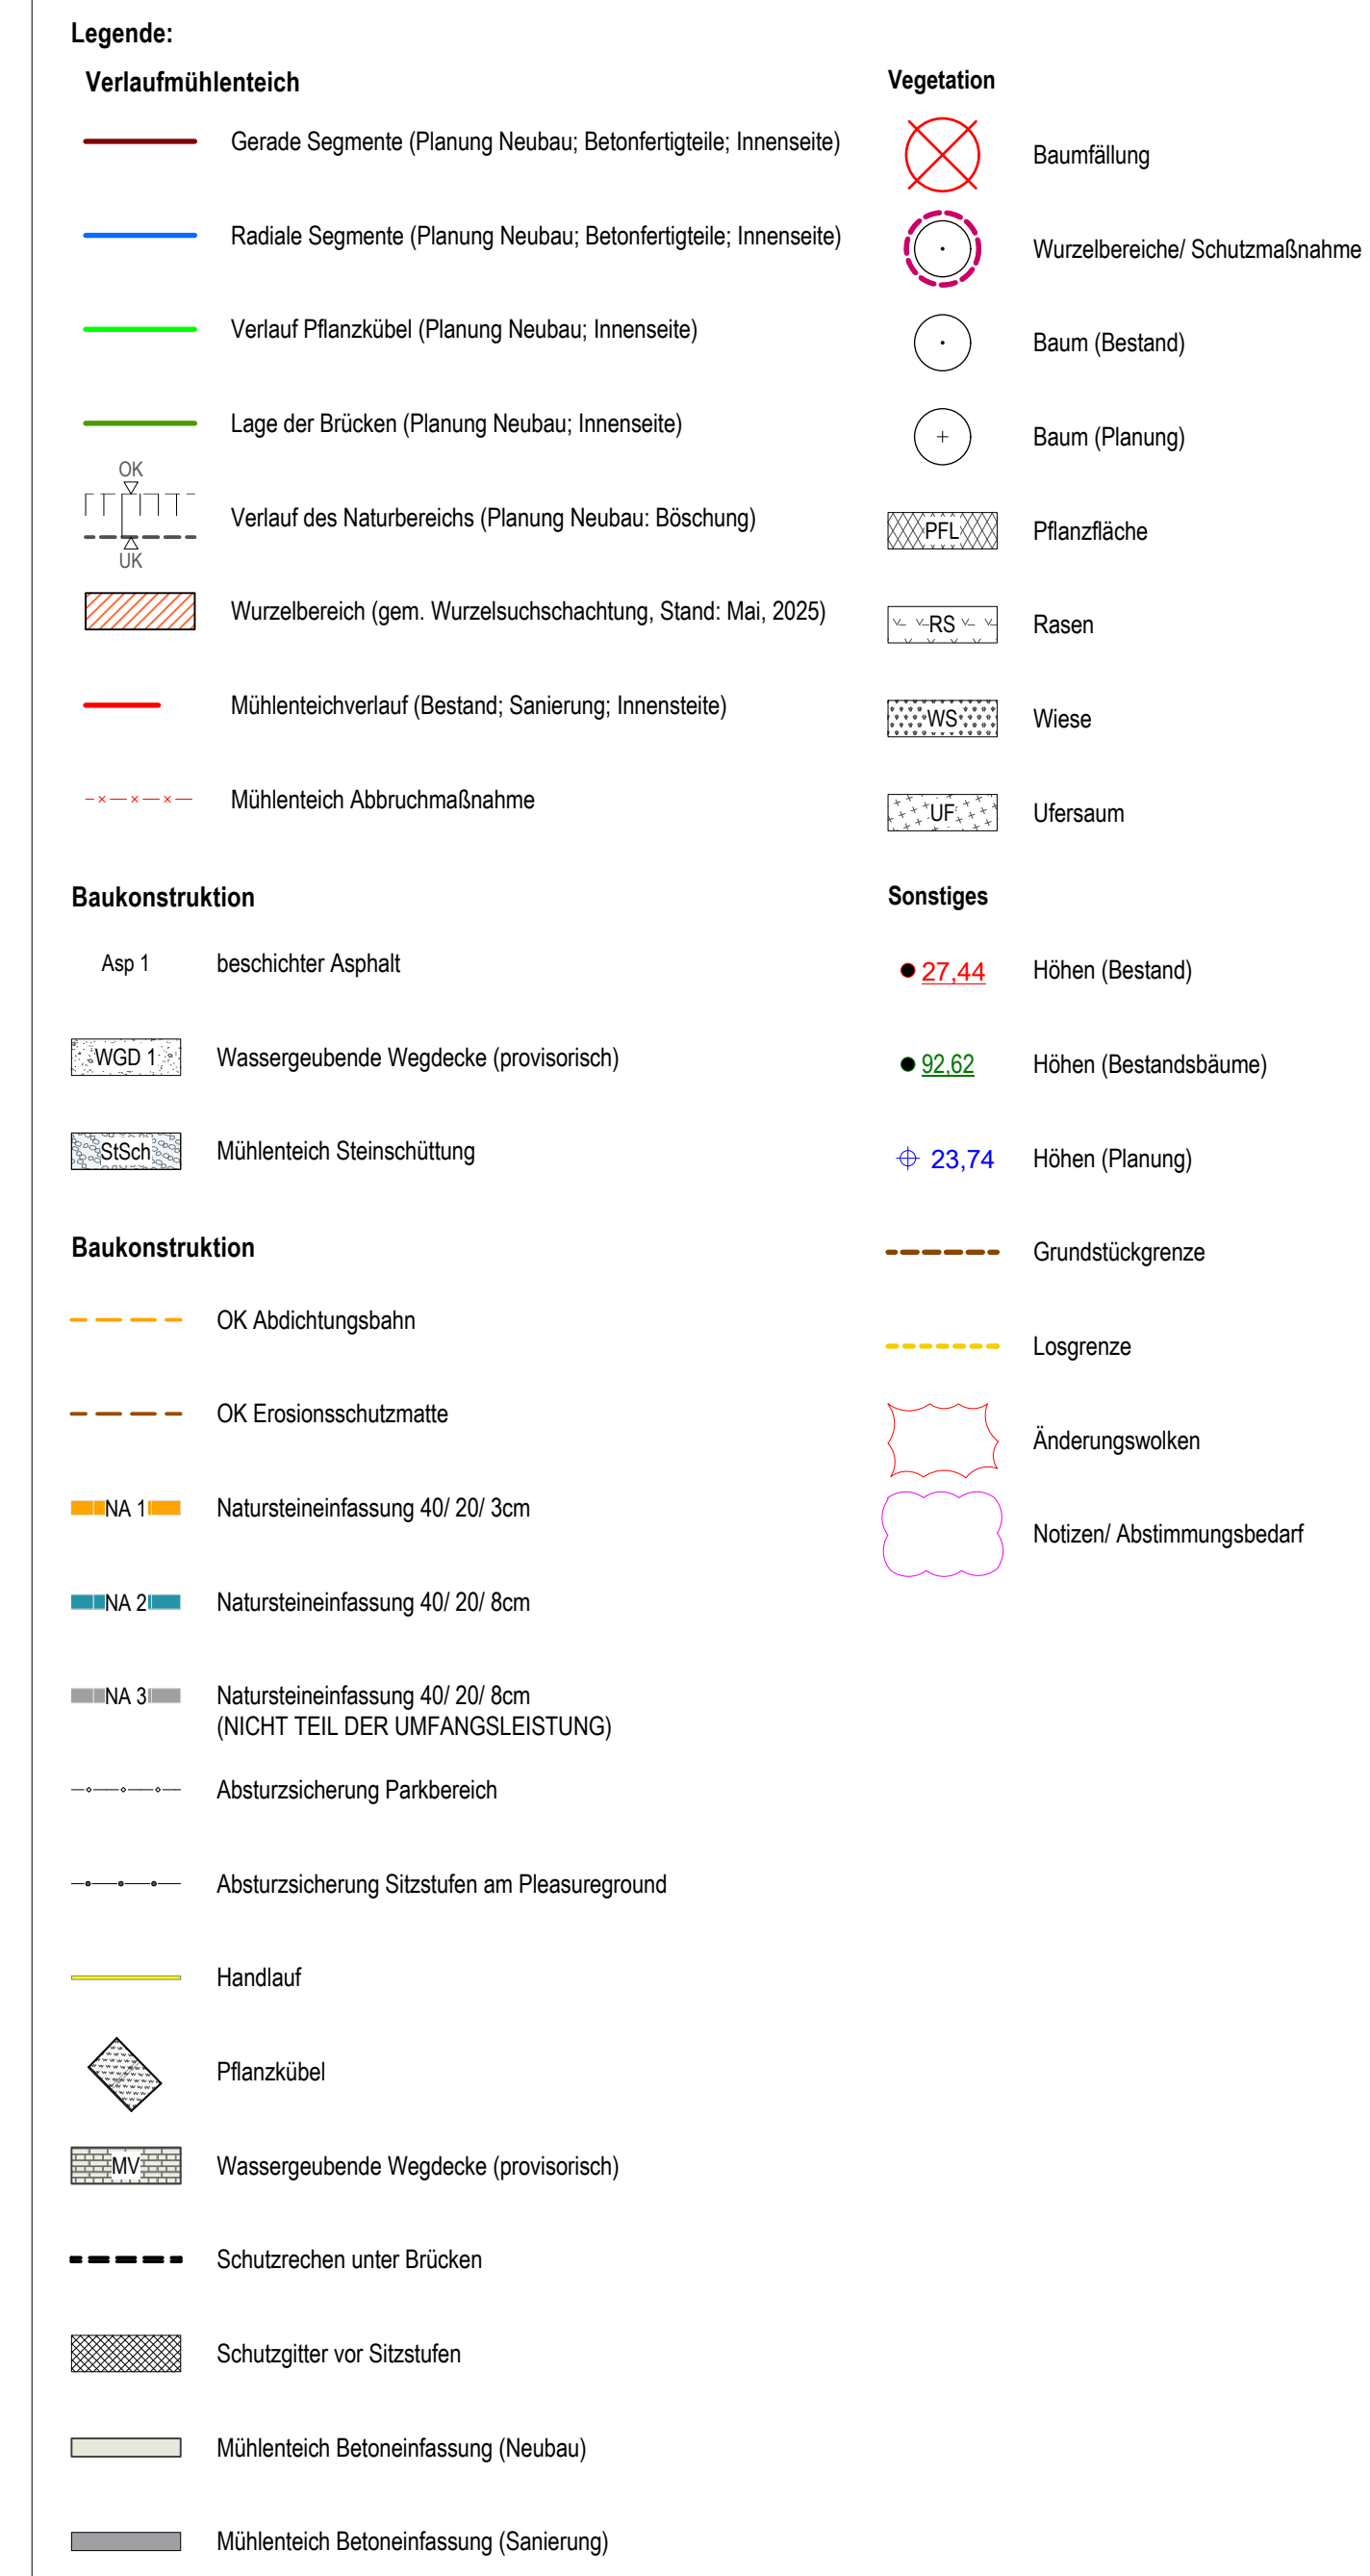 Legende:
Verlaufmühlenteich
Gerade Segmente (Planung Neubau; Betonfertigteile; Innenseite)
Radiale Segmente (Planung Neubau; Betonfertigteile; Innenseite)
Verlauf Pflanzkübel (Planung Neubau; Innenseite)
Lage der Brücken (Planung Neubau; Innenseite)
OK
Verlauf des Naturbereichs (Planung Neubau: Böschung)
UK
Wurzelbereich (gem. Wurzelsuchschachtung, Stand: Mai, 2025)
Mühlenteichverlauf (Bestand; Sanierung; Innensteite)
Mühlenteich Abbruchmaßnahme
Baukonstruktion
Asp 1 beschichter Asphalt
WGD 1 Wassergeubende Wegdecke (provisorisch)
StSch Mühlenteich Steinschüttung
Baukonstruktion
OK Abdichtungsbahn
OK Erosionsschutzmatte
NA 1 Natursteineinfassung 40/ 20/ 3cm
NA 2 Natursteineinfassung 40/ 20/ 8cm
NA 3 Natursteineinfassung 40/ 20/ 8cm
(NICHT TEIL DER UMFANGSLEISTUNG)
Absturzsicherung Parkbereich
Absturzsicherung Sitzstufen am Pleasureground
Handlauf
Pflanzkübel
MV Wassergeubende Wegdecke (provisorisch)
Schutzrechen unter Brücken
Schutzgitter vor Sitzstufen
Mühlenteich Betoneinfassung (Neubau)
Mühlenteich Betoneinfassung (Sanierung)
Vegetation
Baumfällung
Wurzelbereiche/ Schutzmaßnahme
Baum (Bestand)
Baum (Planung)
PFL Pflanzfläche
RS Rasen
WS Wiese
UF Ufersaum
Sonstiges
27,44 Höhen (Bestand)
92,62 Höhen (Bestandsbäume)
23,74 Höhen (Planung)
Grundstückgrenze
Losgrenze
Änderungswolken
Notizen/ Abstimmungsbedarf